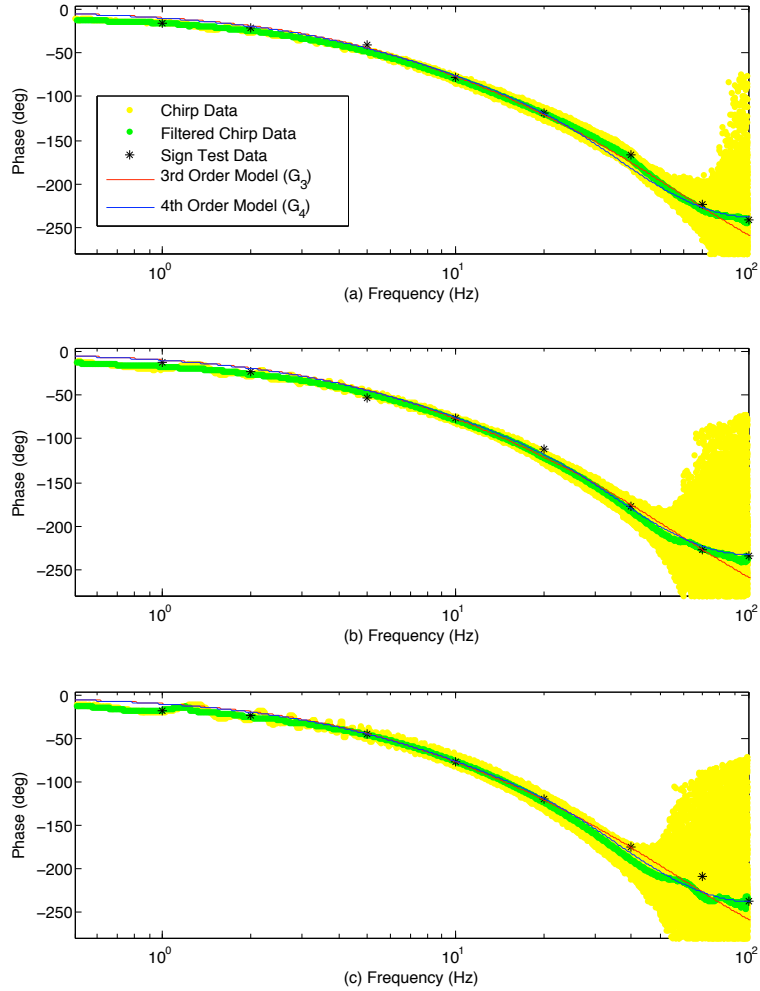 0
−50
−100
−150
−200
−250
Phase (deg)
Chirp Data
Filtered Chirp Data
Sign Test Data
3rd Order Model (G3)
4th Order Model (G4)
10^0
10^1
10^2
(a) Frequency (Hz)
0
−50
−100
−150
−200
−250
Phase (deg)
10^0
10^1
10^2
(b) Frequency (Hz)
0
−50
−100
−150
−200
−250
Phase (deg)
10^0
10^1
10^2
(c) Frequency (Hz)